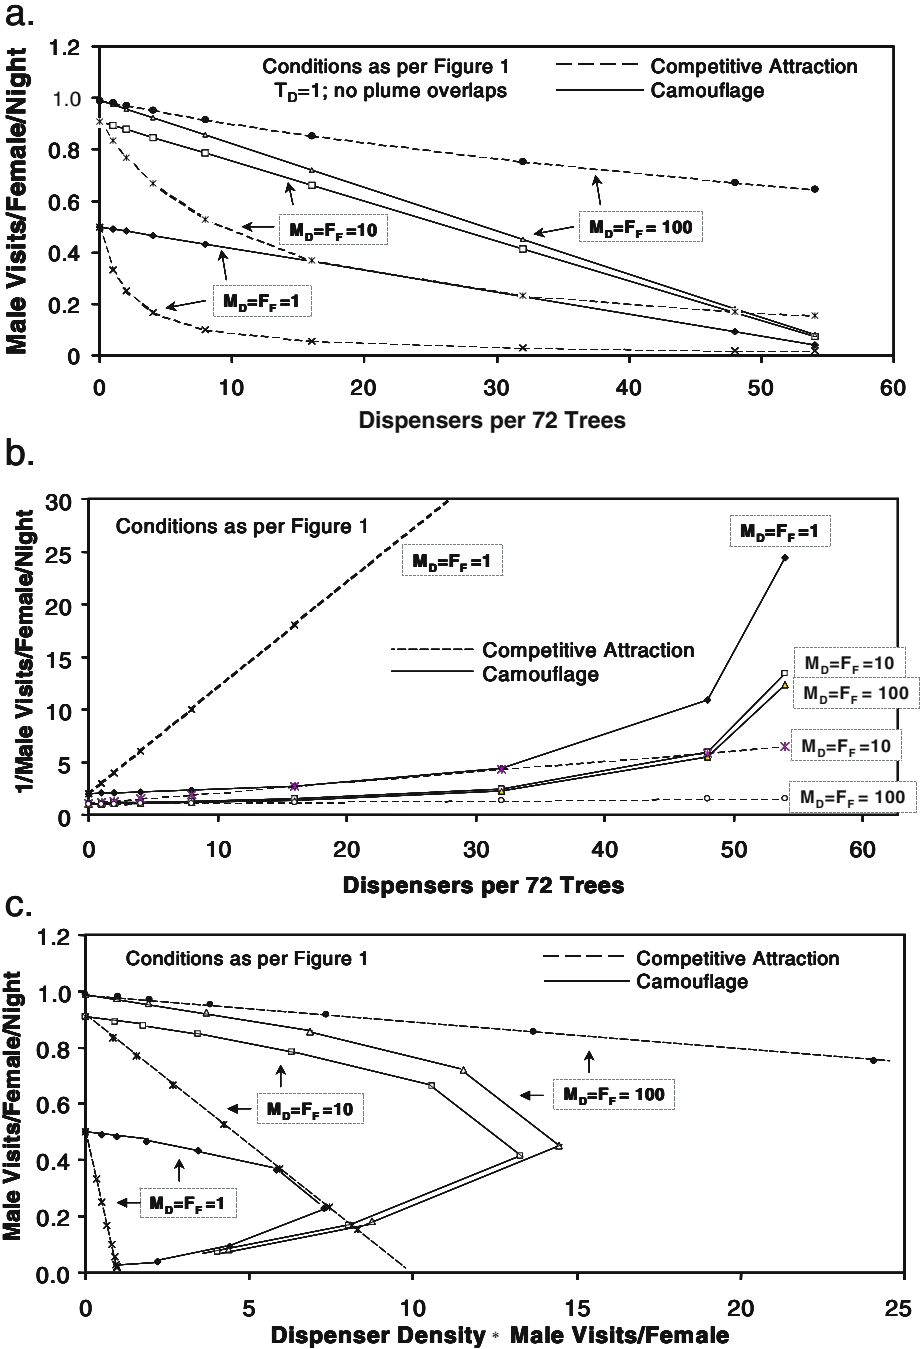 a.
Male Visits/Female/Night
1.2
1.0
0.8
0.6
0.4
0.2
0
Conditions as per Figure 1
T_D=1; no plume overlaps
Competitive Attraction
Camouflage
M_D=F_F=10
M_D=F_F = 100
M_D=F_F=1
0 10 20 30 40 50 60
Dispensers per 72 Trees
b.
1/Male Visits/Female/Night
30
25
20
15
10
5
0
Conditions as per Figure 1
M_D=F_F=1
M_D=F_F=1
Competitive Attraction
Camouflage
M_D=F_F=10
M_D=F_F = 100
M_D=F_F=10
M_D=F_F = 100
0 10 20 30 40 50 60
Dispensers per 72 Trees
c.
Male Visits/Female/Night
1.2
1.0
0.8
0.6
0.4
0.2
0.0
Conditions as per Figure 1
Competitive Attraction
Camouflage
M_D=F_F=10
M_D=F_F = 100
M_D=F_F=1
0 5 10 15 20 25
Dispenser Density * Male Visits/Female